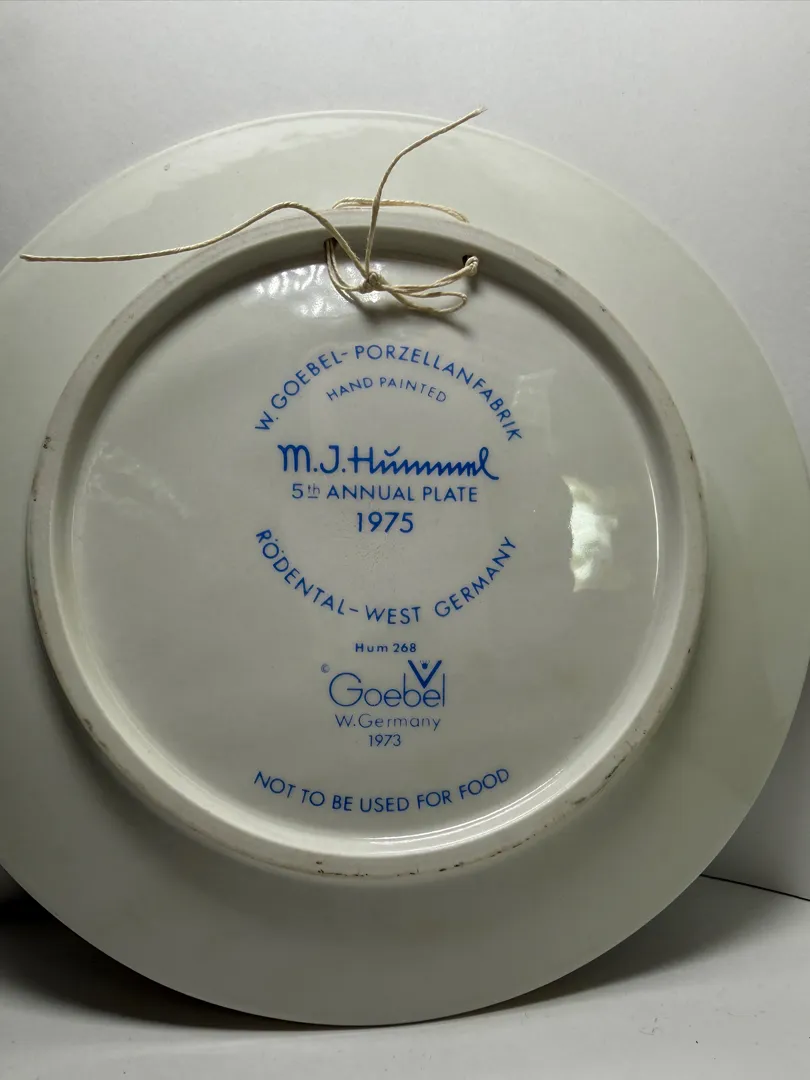 W. GOEBEL-PORZELLANFABRIK
HAND PAINTED
M.J.Hummel
5th ANNUAL PLATE
1975
RÖDENTAL-WEST GERMANY
Hum 268
© Goebel
W.Germany
1973
NOT TO BE USED FOR FOOD